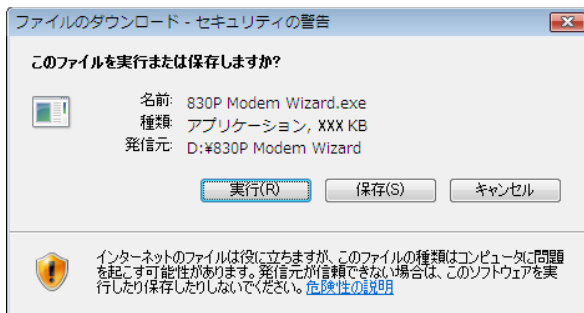 ファイルのダウンロード - セキュリティの警告
このファイルを実行または保存しますか?
名前: 830P Modem Wizard.exe
種類: アプリケーション, XXX KB
発信元: D:¥830P Modem Wizard
実行(R) 保存(S) キャンセル
インターネットのファイルは役に立ちますが、このファイルの種類はコンピュータに問題
を起こす可能性があります。発信元が信頼できない場合は、このソフトウェアを実
行したり保存したりしないでください。危険性の説明